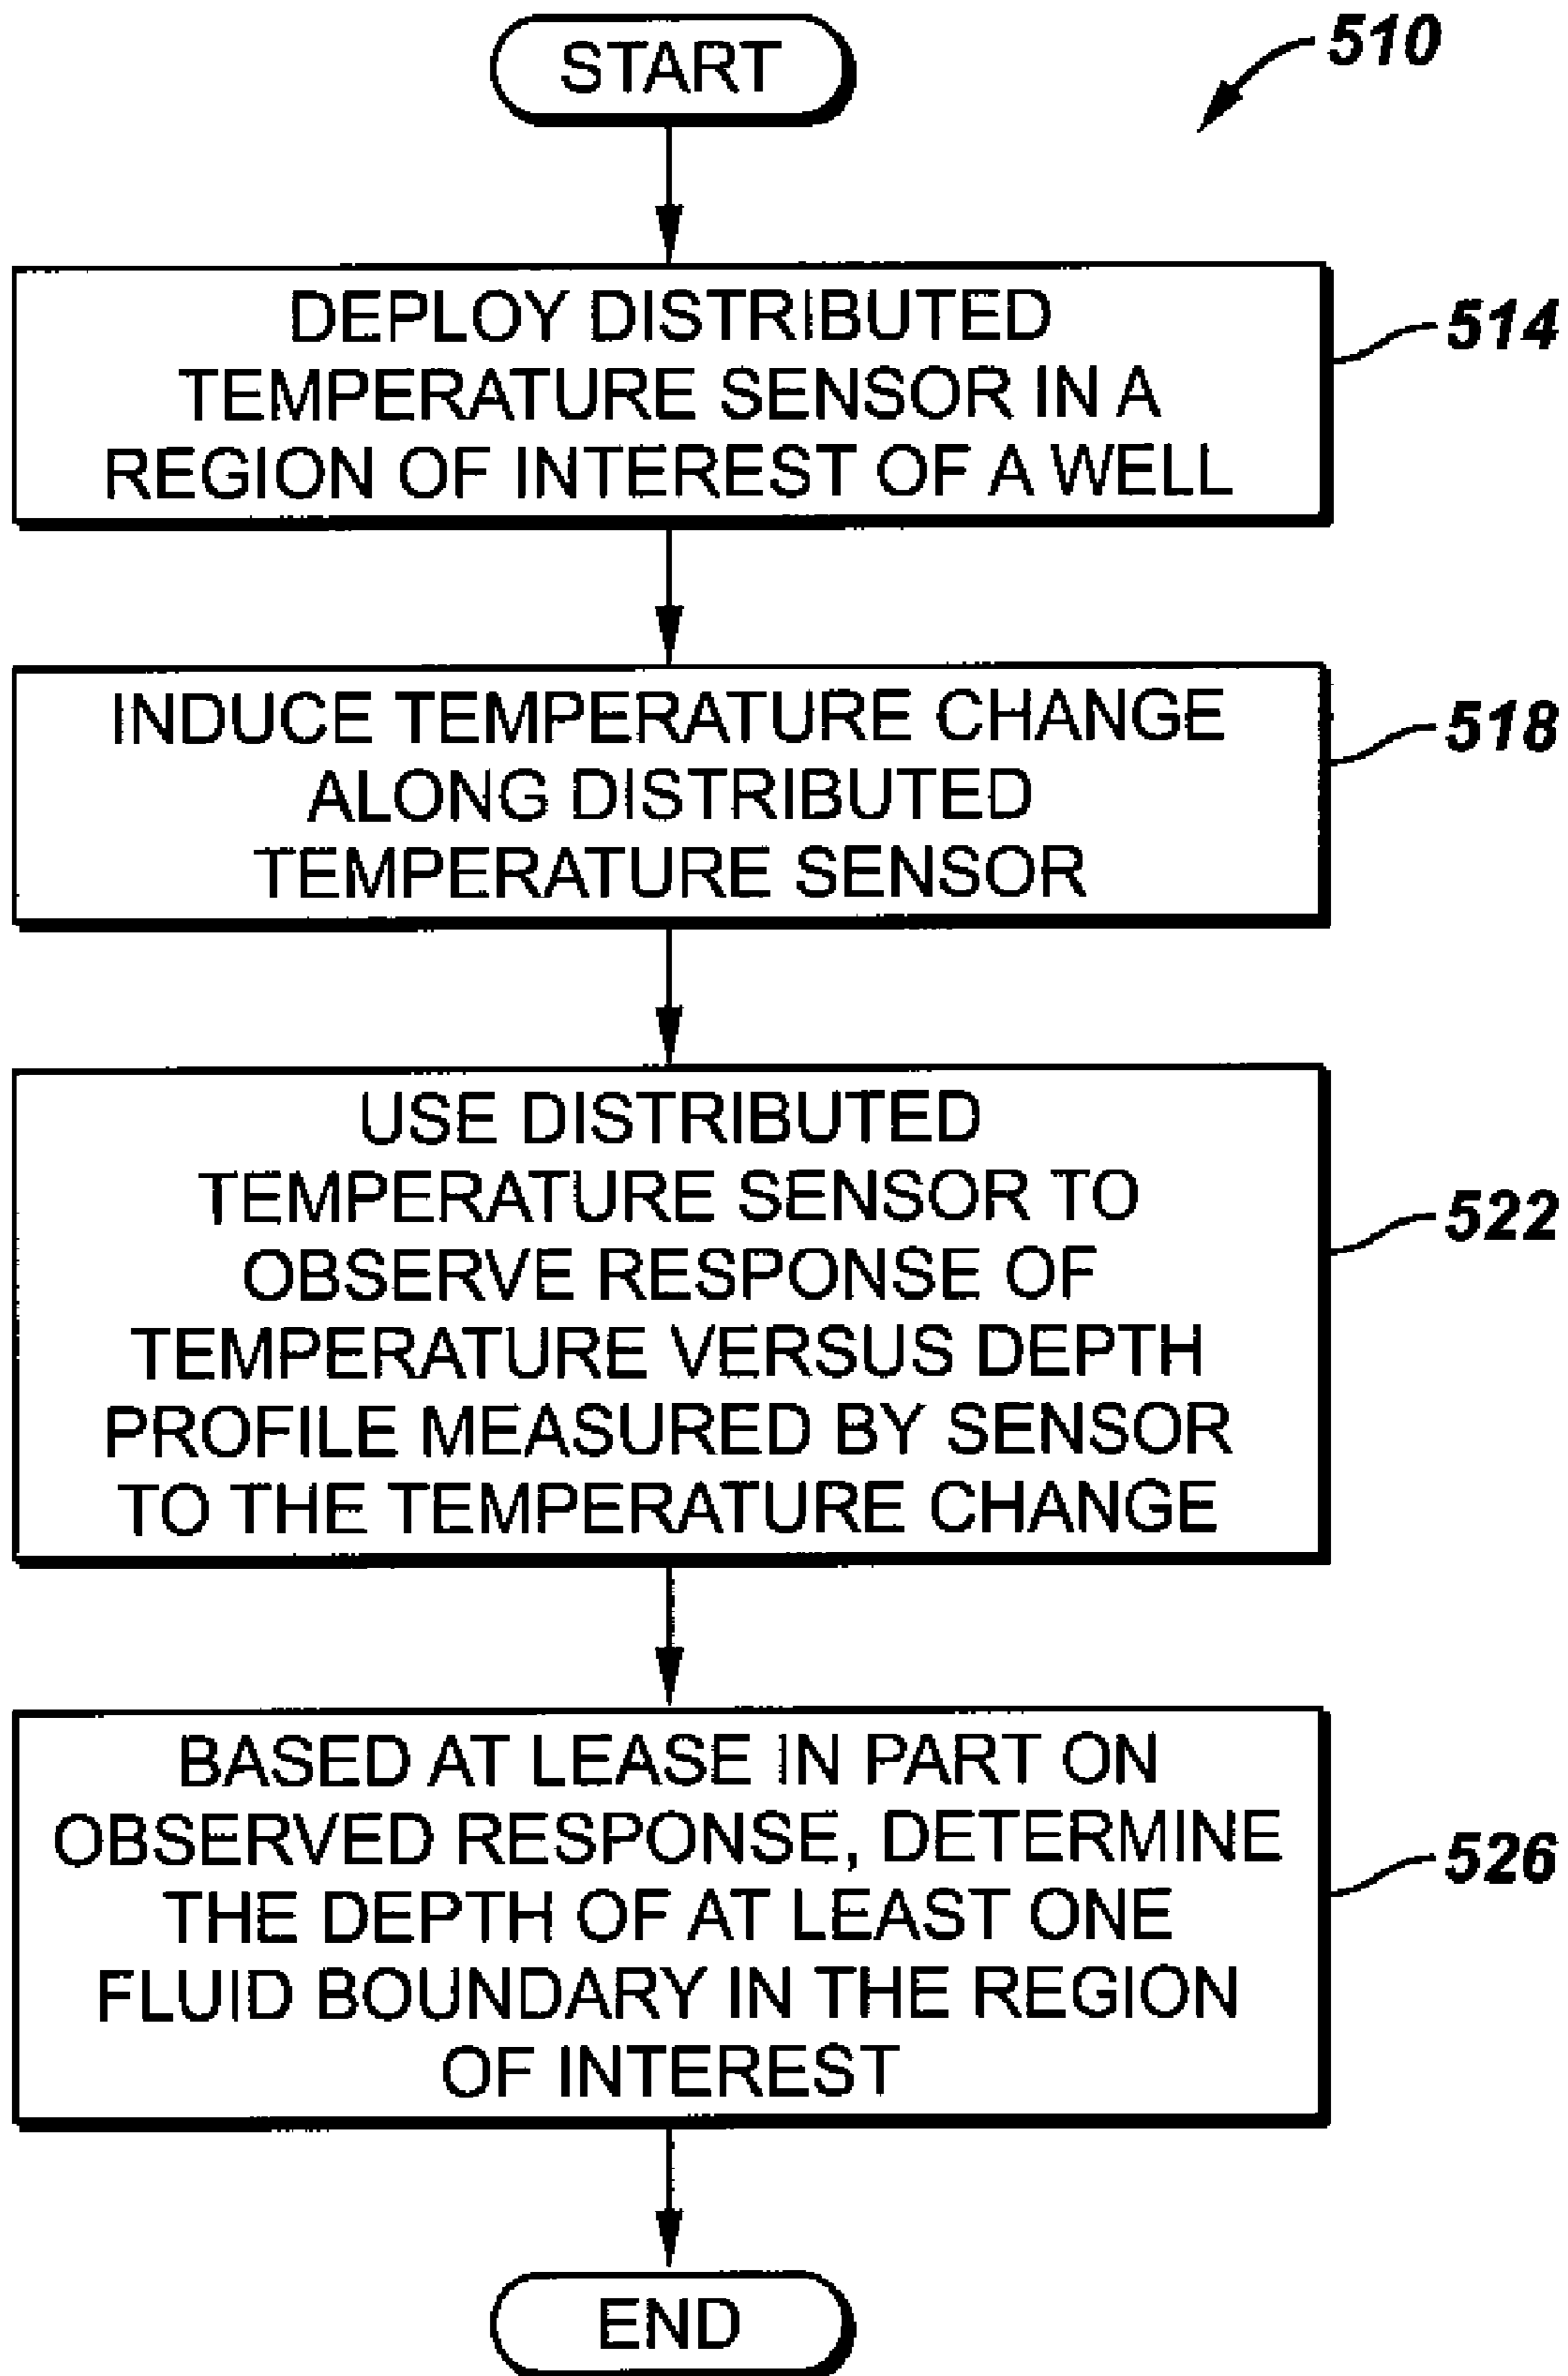 START
510
DEPLOY DISTRIBUTED
TEMPERATURE SENSOR IN A
REGION OF INTEREST OF A WELL
514
INDUCE TEMPERATURE CHANGE
ALONG DISTRIBUTED
TEMPERATURE SENSOR
518
USE DISTRIBUTED
TEMPERATURE SENSOR TO
OBSERVE RESPONSE OF
TEMPERATURE VERSUS DEPTH
PROFILE MEASURED BY SENSOR
TO THE TEMPERATURE CHANGE
522
BASED AT LEASE IN PART ON
OBSERVED RESPONSE, DETERMINE
THE DEPTH OF AT LEAST ONE
FLUID BOUNDARY IN THE REGION
OF INTEREST
526
END